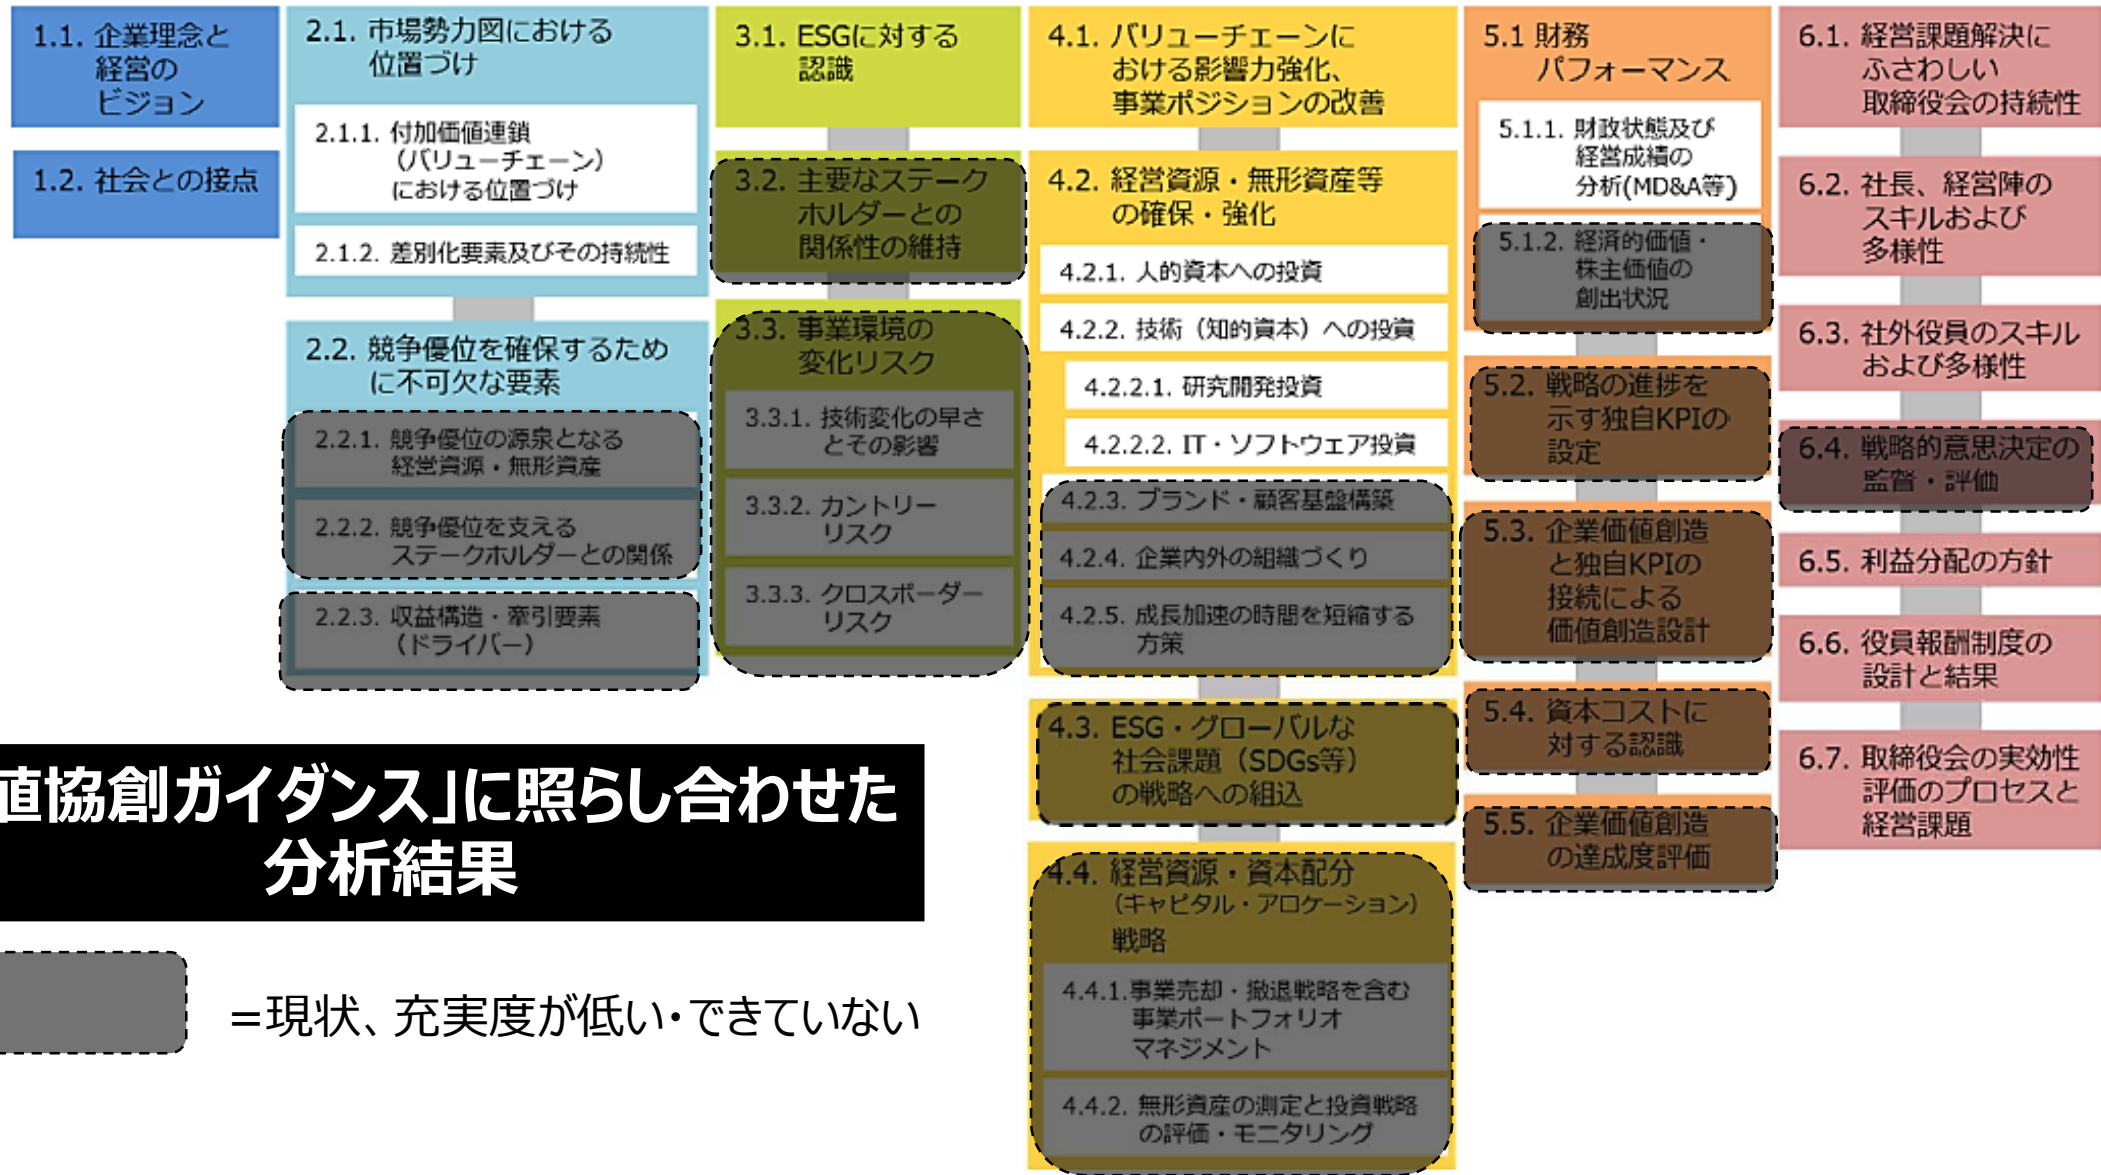 1.1. 企業理念と
経営の
ビジョン
1.2. 社会との接点
2.1. 市場勢力図における
位置づけ
2.1.1. 付加価値連鎖
（バリューチェーン）
における位置づけ
2.1.2. 差別化要素及びその持続性
2.2. 競争優位を確保するため
に不可欠な要素
2.2.1. 競争優位の源泉となる
経営資源・無形資産
2.2.2. 競争優位を支える
ステークホルダーとの関係
2.2.3. 収益構造・牽引要素
（ドライバー）
3.1. ESGに対する
認識
3.2. 主要なステーク
ホルダーとの
関係性の維持
3.3. 事業環境の
変化リスク
3.3.1. 技術変化の早さ
とその影響
3.3.2. カントリー
リスク
3.3.3. クロスボーダー
リスク
4.1. バリューチェーンに
おける影響力強化、
事業ポジションの改善
4.2. 経営資源・無形資産等
の確保・強化
4.2.1. 人的資本への投資
4.2.2. 技術（知的資本）への投資
4.2.2.1. 研究開発投資
4.2.2.2. IT・ソフトウェア投資
4.2.3. ブランド・顧客基盤構築
4.2.4. 企業内外の組織づくり
4.2.5. 成長加速の時間を短縮する
方策
4.3. ESG・グローバルな
社会課題（SDGs等）
の戦略への組込
4.4. 経営資源・資本配分
（キャピタル・アロケーション）
戦略
4.4.1.事業売却・撤退戦略を含む
事業ポートフォリオ
マネジメント
4.4.2. 無形資産の測定と投資戦略
の評価・モニタリング
5.1 財務
パフォーマンス
5.1.1. 財政状態及び
経営成績の
分析(MD&A等)
5.1.2. 経済的価値・
株主価値の
創出状況
5.2. 戦略の進捗を
示す独自KPIの
設定
5.3. 企業価値創造
と独自KPIの
接続による
価値創造設計
5.4. 資本コストに
対する認識
5.5. 企業価値創造
の達成度評価
6.1. 経営課題解決に
ふさわしい
取締役会の持続性
6.2. 社長、経営陣の
スキルおよび
多様性
6.3. 社外役員のスキル
および多様性
6.4. 戦略的意思決定の
監督・評価
6.5. 利益分配の方針
6.6. 役員報酬制度の
設計と結果
6.7. 取締役会の実効性
評価のプロセスと
経営課題
値協創ガイダンス」に照らし合わせた
分析結果
=現状、充実度が低い・できていない